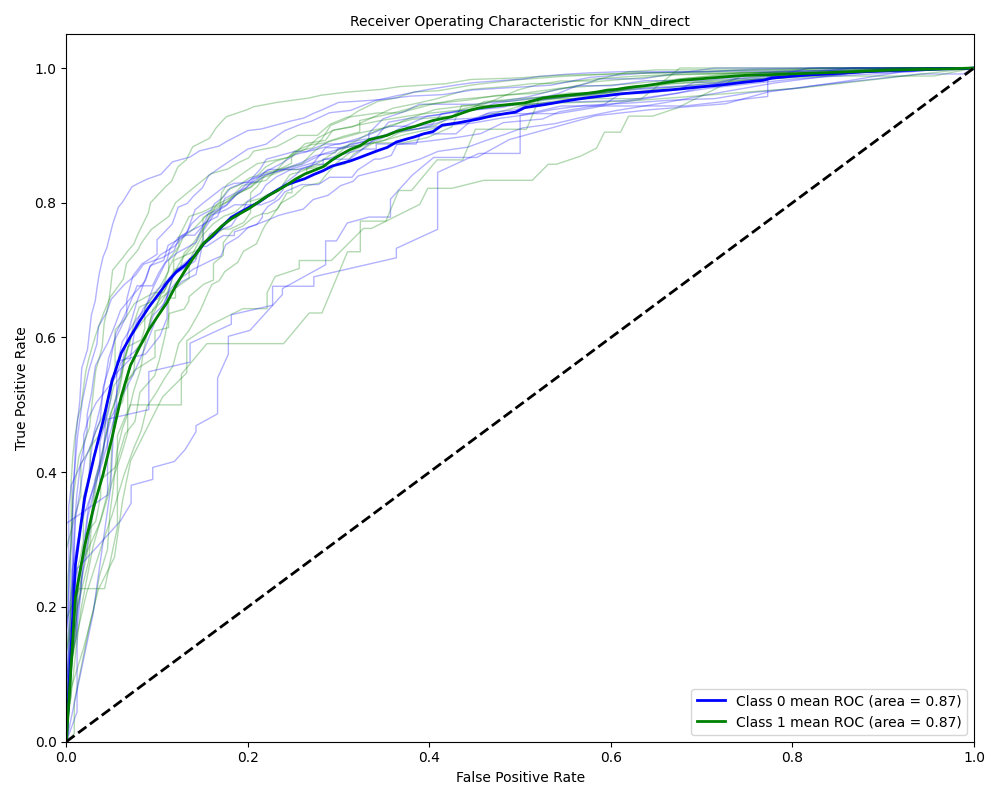 Receiver Operating Characteristic for KNN_direct
True Positive Rate
1.0
0.8
0.6
0.4
0.2
0.0
0.0 0.2 0.4 0.6 0.8 1.0
False Positive Rate
Class 0 mean ROC (area = 0.87)
Class 1 mean ROC (area = 0.87)